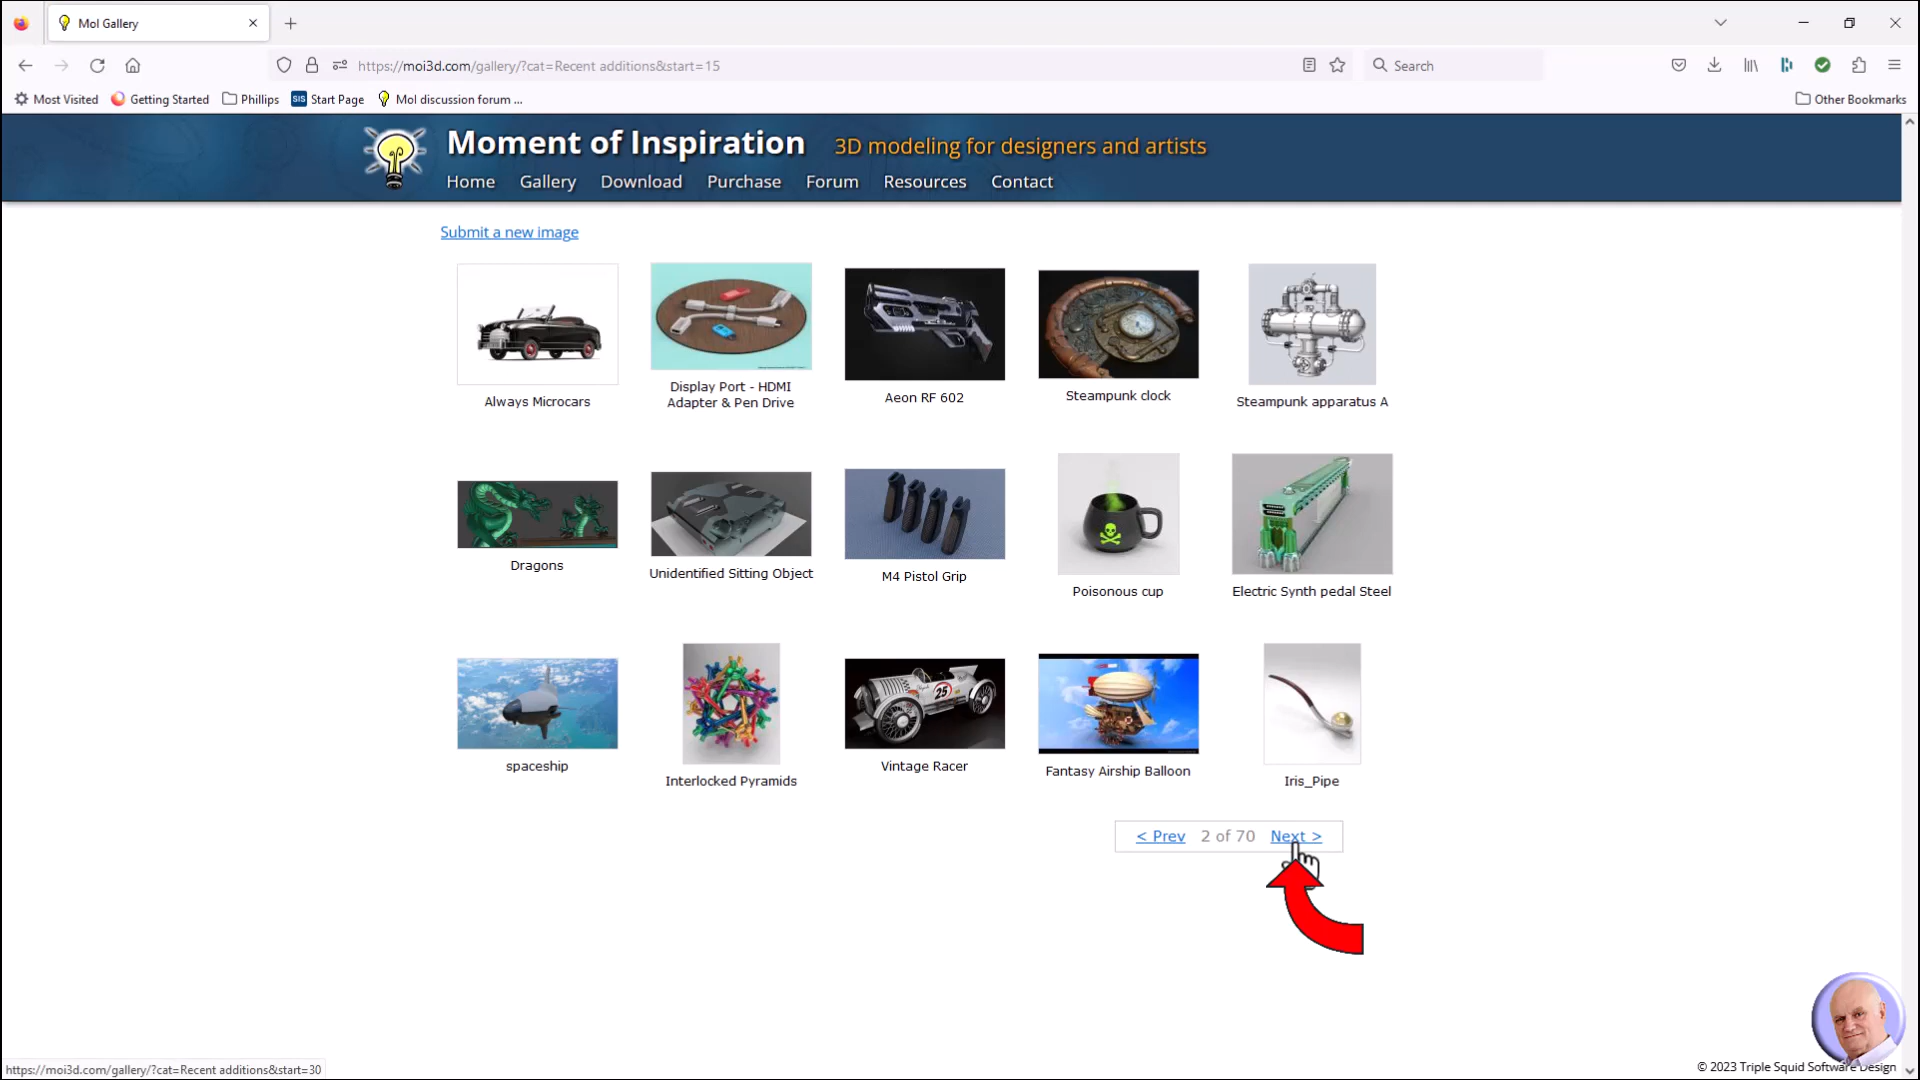 MoI Gallery
https://moi3d.com/gallery/?cat=Recent additions&start=15
Search
Most Visited
Getting Started
Phillips
SIS Start Page
MoI discussion forum ...
Other Bookmarks
Moment of Inspiration
3D modeling for designers and artists
Home
Gallery
Download
Purchase
Forum
Resources
Contact
Submit a new image
Always Microcars
Display Port - HDMI
Adapter & Pen Drive
Aeon RF 602
Steampunk clock
Steampunk apparatus A
Dragons
Unidentified Sitting Object
M4 Pistol Grip
Poisonous cup
Electric Synth pedal Steel
25
spaceship
Interlocked Pyramids
Vintage Racer
Fantasy Airship Balloon
Iris_Pipe
< Prev 2 of 70 Next >
https://moi3d.com/gallery/?cat=Recent additions&start=30
© 2023 Triple Squid Software Design